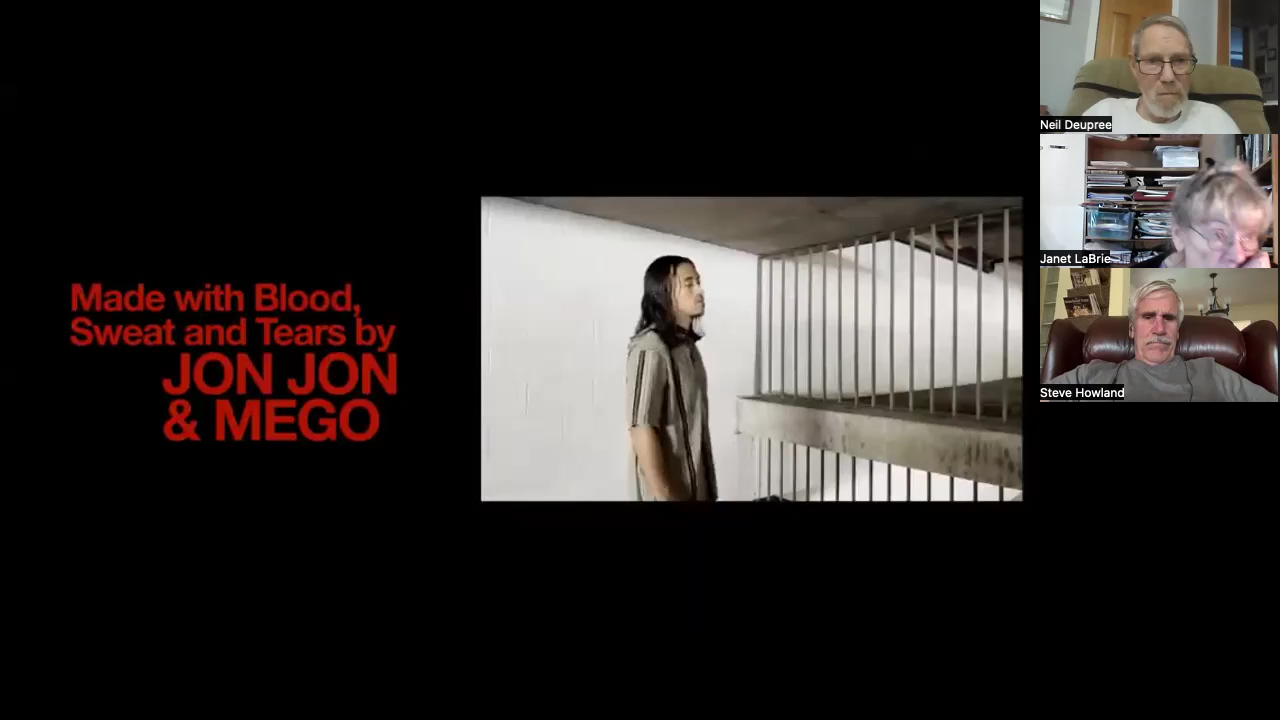 Made with Blood,
Sweat and Tears by
JON JON
& MEGO
Neil Deupree
Janet LaBrie
Steve Howland